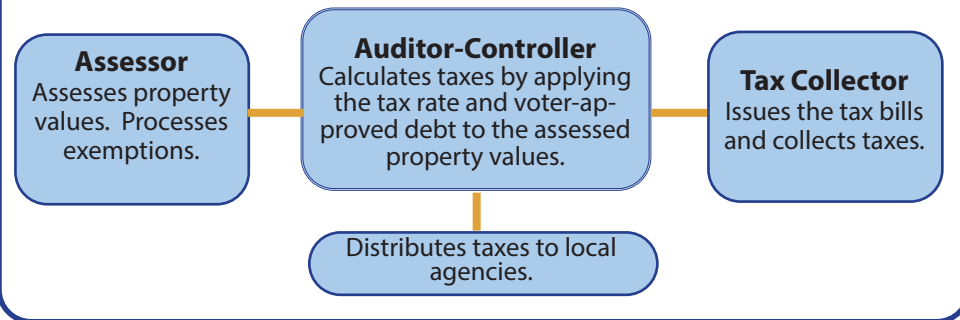 Assessor
Assesses property
values.  Processes
exemptions.
Auditor-Controller
Calculates taxes by applying
the tax rate and voter-ap-
proved debt to the assessed
property values.
Tax Collector
Issues the tax bills
and collects taxes.
Distributes taxes to local
agencies.